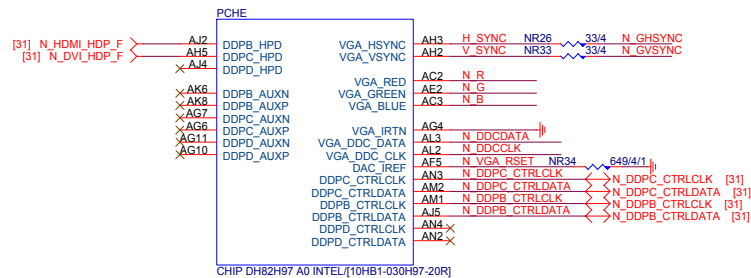 PCHE
[31] N_HDMI_HDP_F AJ2 DDPB_HPD VGA_HSYNC AH3 H_SYNC NR26 33/4 N_GHSYNC
[31] N_DVI_HDP_F AH5 DDPC_HPD VGA_VSYNC AH2 V_SYNC NR33 33/4 N_GVSYNC
AJ4 DDPD_HPD
VGA_RED AC2 N_R
AK6 DDPB_AUXN VGA_GREEN AE2 N_G
AK8 DDPB_AUXP VGA_BLUE AC3 N_B
AG7 DDPC_AUXN
AG6 DDPC_AUXP VGA_IRTN AG4
AG11 DDPD_AUXN VGA_DDC_DATA AL3 N_DDCDATA
AG10 DDPD_AUXP VGA_DDC_CLK AL2 N_DDCCLK
DAC_IREF AF5 N_VGA_RSET NR34 649/4/1
DDPC_CTRLCLK AN3 N_DDPC_CTRLCLK N_DDPC_CTRLCLK [31]
DDPC_CTRLDATA AM2 N_DDPC_CTRLDATA N_DDPC_CTRLDATA [31]
DDPB_CTRLCLK AM1 N_DDPB_CTRLCLK N_DDPB_CTRLCLK [31]
DDPB_CTRLDATA AJ5 N_DDPB_CTRLDATA N_DDPB_CTRLDATA [31]
DDPD_CTRLCLK AN4
DDPD_CTRLDATA AN2
CHIP DH82H97 A0 INTEL/[10HB1-030H97-20R]